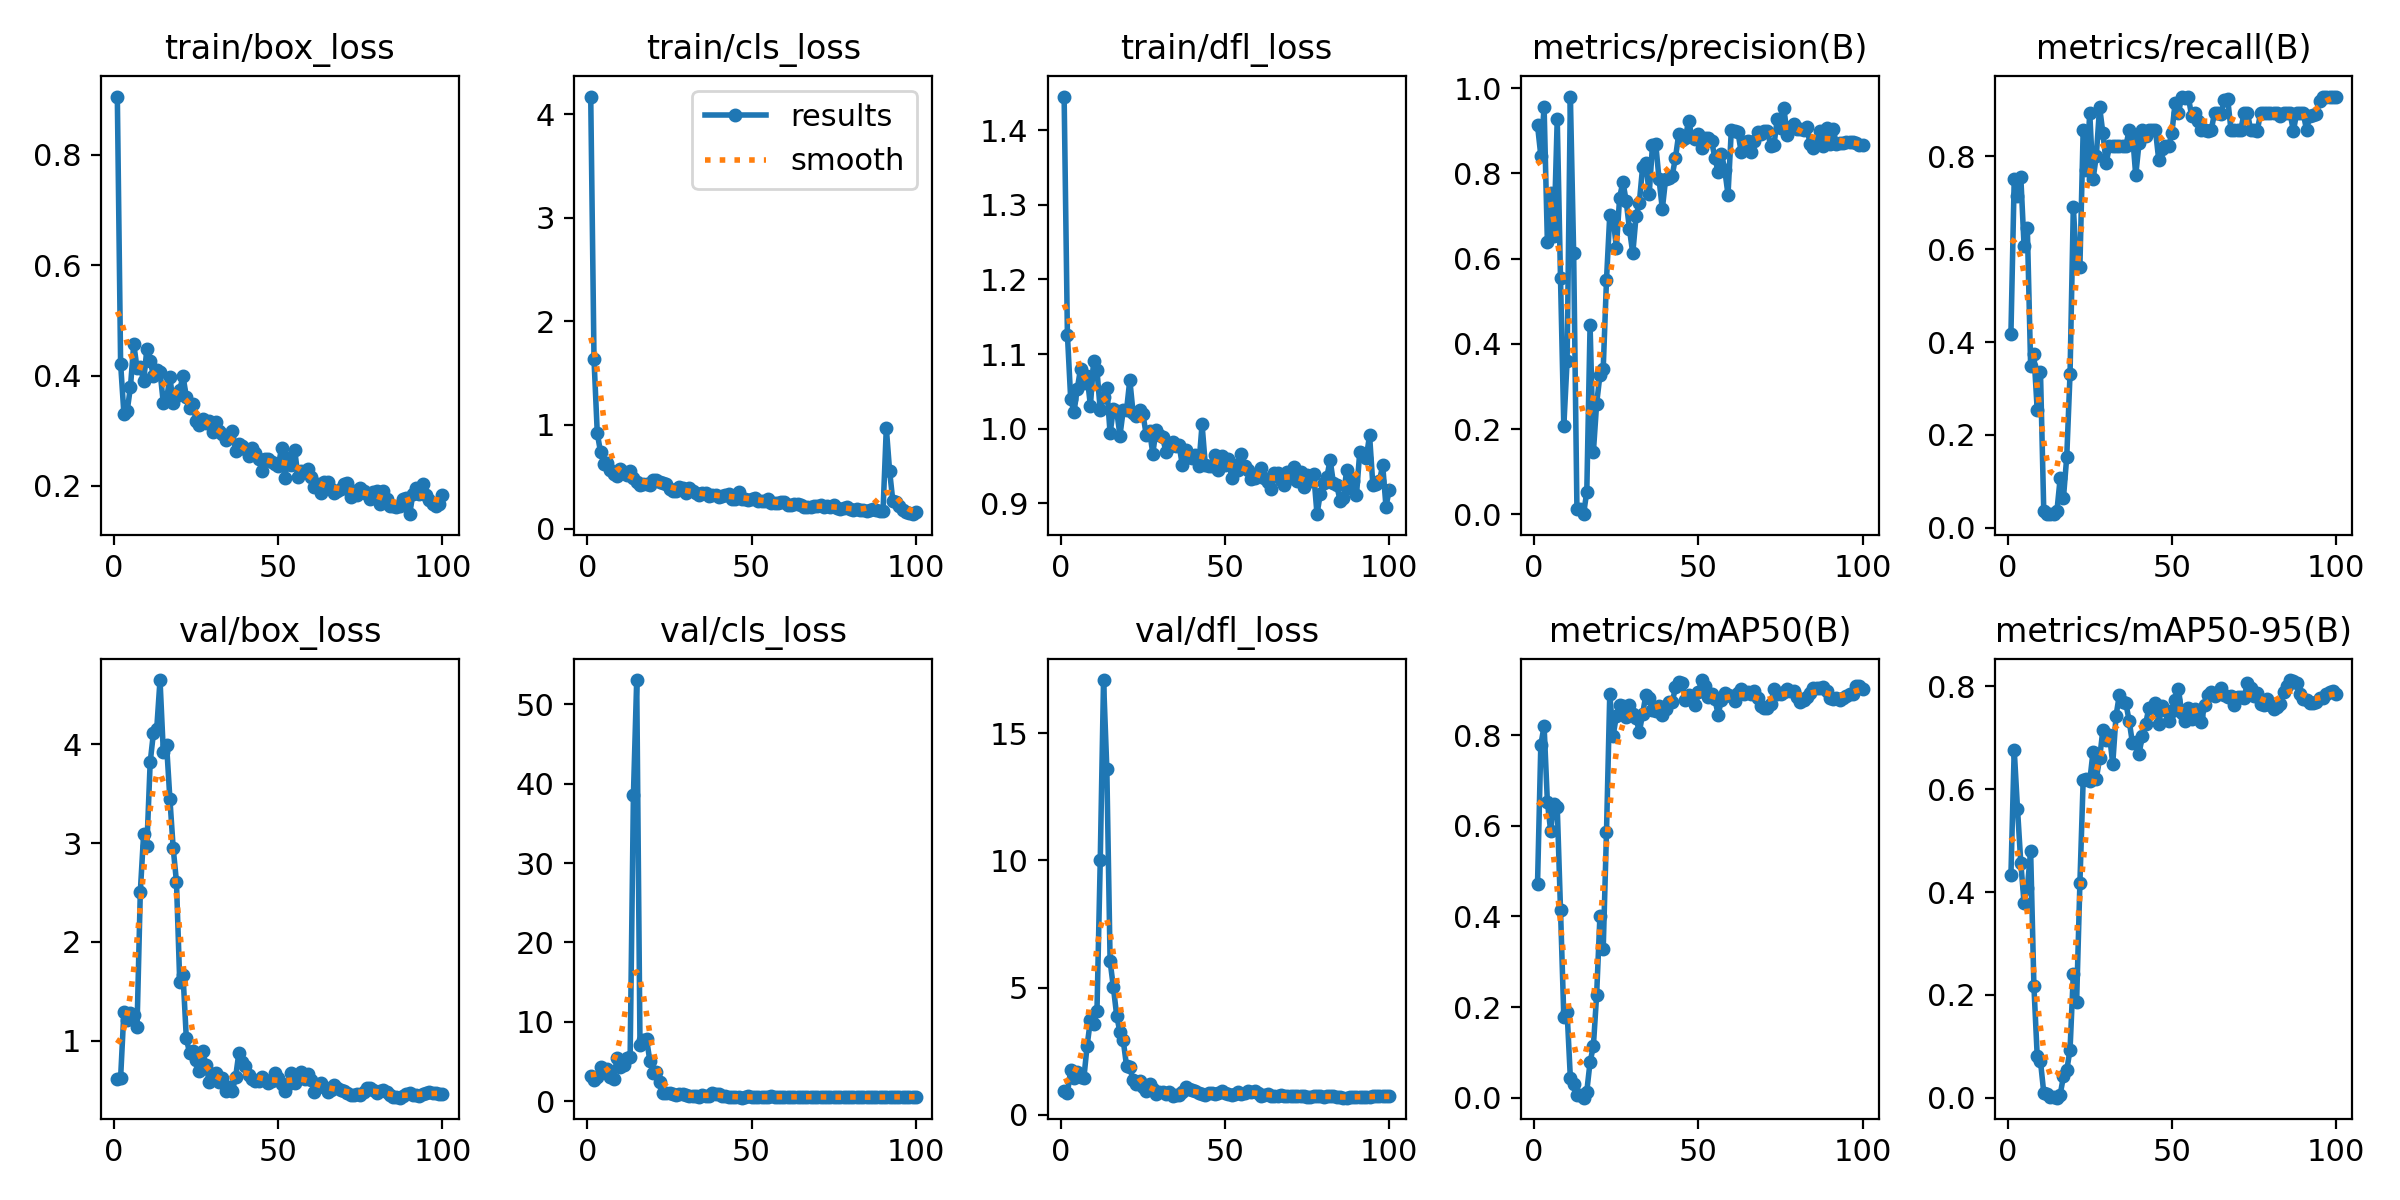 train/box_loss
0.8
0.6
0.4
0.2
0 50 100
train/cls_loss
results
smooth
4
3
2
1
0
0 50 100
train/dfl_loss
1.4
1.3
1.2
1.1
1.0
0.9
0 50 100
metrics/precision(B)
1.0
0.8
0.6
0.4
0.2
0.0
0 50 100
metrics/recall(B)
0.8
0.6
0.4
0.2
0.0
0 50 100
val/box_loss
4
3
2
1
0 50 100
val/cls_loss
50
40
30
20
10
0
0 50 100
val/dfl_loss
15
10
5
0
0 50 100
metrics/mAP50(B)
0.8
0.6
0.4
0.2
0.0
0 50 100
metrics/mAP50-95(B)
0.8
0.6
0.4
0.2
0.0
0 50 100